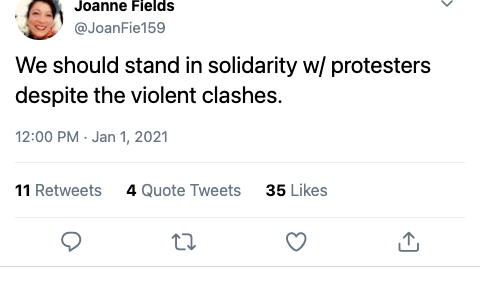 Joanne Fields
@JoanFie159
We should stand in solidarity w/ protesters
despite the violent clashes.
12:00 PM · Jan 1, 2021
11 Retweets 4 Quote Tweets 35 Likes